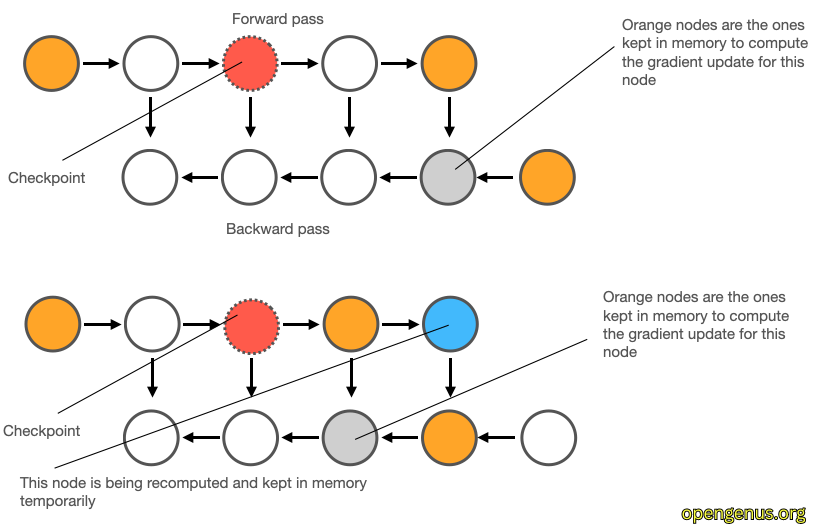 Forward pass
Orange nodes are the ones
kept in memory to compute
the gradient update for this
node
Checkpoint
Backward pass
Orange nodes are the ones
kept in memory to compute
the gradient update for this
node
Checkpoint
This node is being recomputed and kept in memory
temporarily
opengenus.org